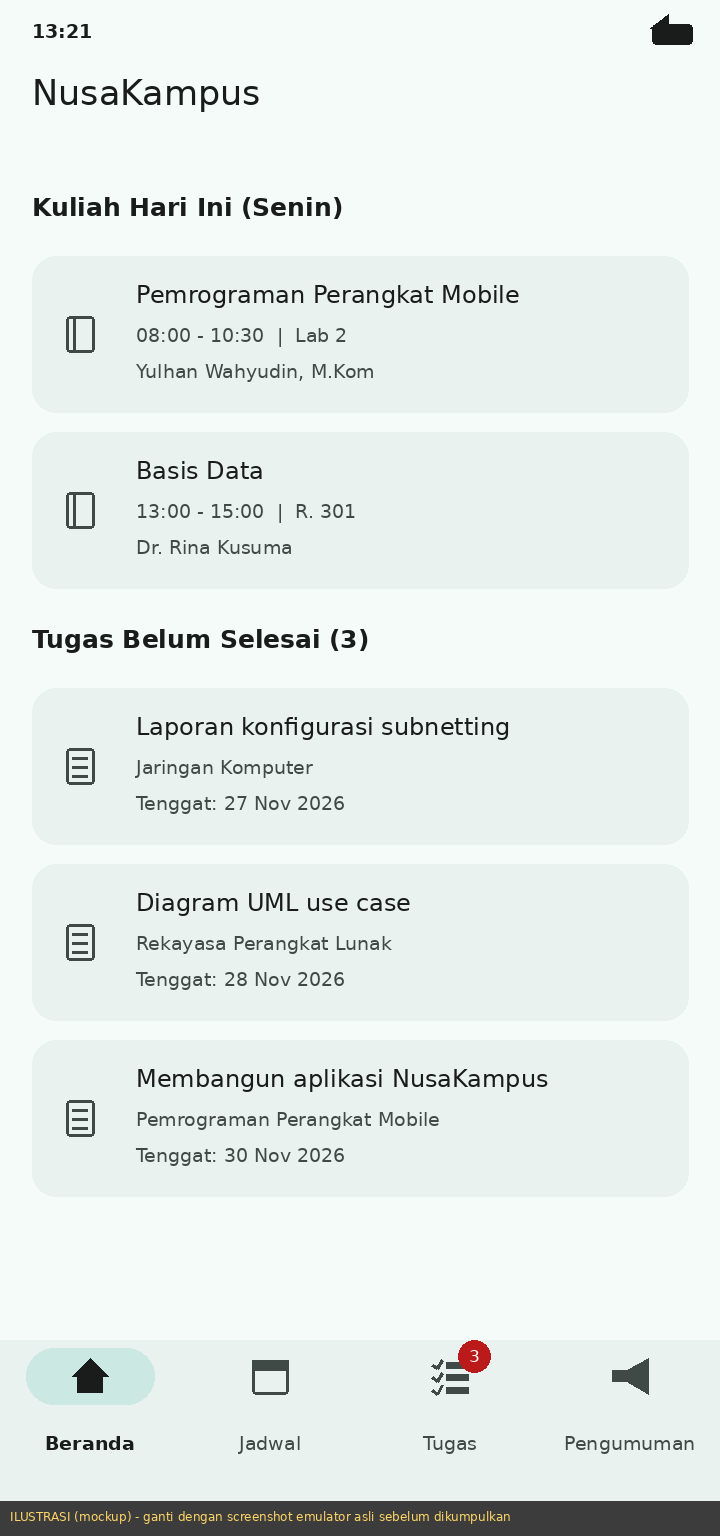 13:21
NusaKampus
Kuliah Hari Ini (Senin)
Pemrograman Perangkat Mobile
08:00 - 10:30 | Lab 2
Yulhan Wahyudin, M.Kom
Basis Data
13:00 - 15:00 | R. 301
Dr. Rina Kusuma
Tugas Belum Selesai (3)
Laporan konfigurasi subnetting
Jaringan Komputer
Tenggat: 27 Nov 2026
Diagram UML use case
Rekayasa Perangkat Lunak
Tenggat: 28 Nov 2026
Membangun aplikasi NusaKampus
Pemrograman Perangkat Mobile
Tenggat: 30 Nov 2026
3
Beranda
Jadwal
Tugas
Pengumuman
ILUSTRASI (mockup) - ganti dengan screenshot emulator asli sebelum dikumpulkan